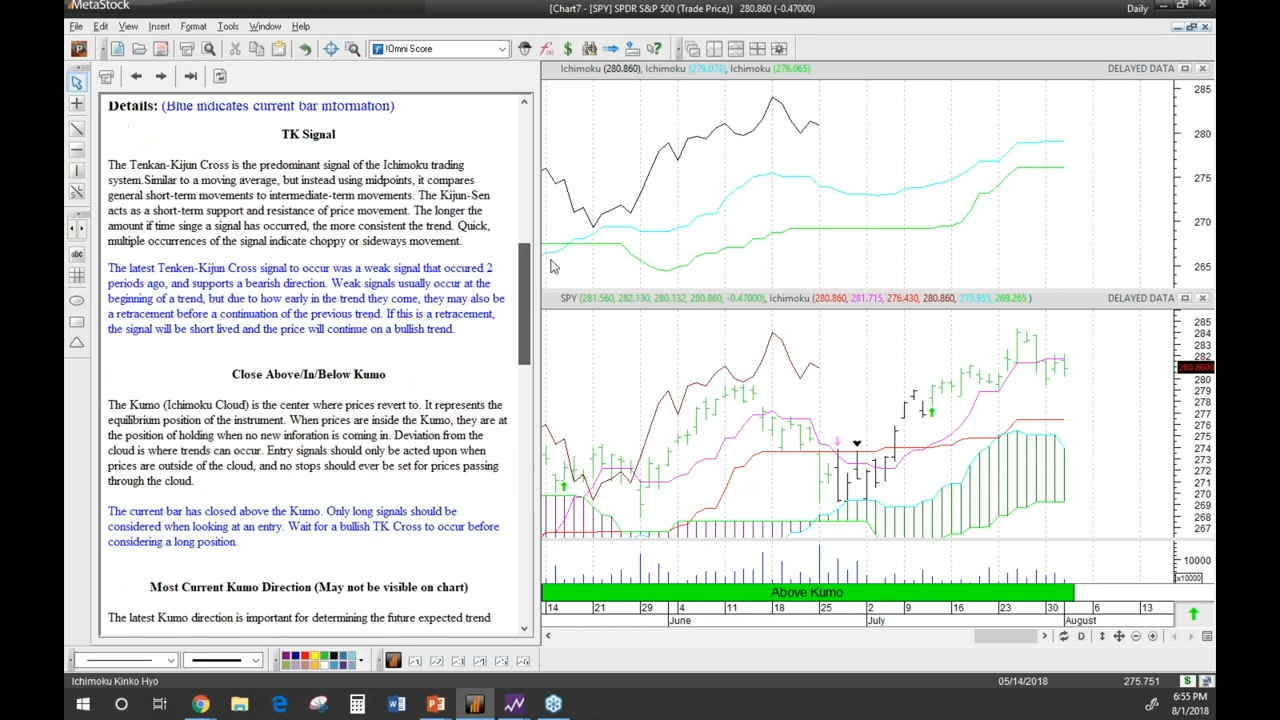 MetaStock
[Chart7 - [SPY] SPDR S&P 500 (Trade Price)] 280.860 (-0.47000)
Daily
File Edit View Insert Format Tools Window Help
!Omni Score
Details: (Blue indicates current bar information)
TK Signal
The Tenkan-Kijun Cross is the predominant signal of the Ichimoku trading
system.Similar to a moving average, but instead using midpoints, it compares
general short-term movements to intermediate-term movements. The Kijun-Sen
acts as a short-term support and resistance of price movement. The longer the
amount if time singe a signal has occurred, the more consistent the trend. Quick,
multiple occurrences of the signal indicate choppy or sideways movement.
The latest Tenken-Kijun Cross signal to occur was a weak signal that occured 2
periods ago, and supports a bearish direction. Weak signals usually occur at the
beginning of a trend, but due to how early in the trend they come, they may also be
a retracement before a continuation of the previous trend. If this is a retracement,
the signal will be short lived and the price will continue on a bullish trend.
Close Above/In/Below Kumo
The Kumo (Ichimoku Cloud) is the center where prices revert to. It represents the
equilibrium position of the instrument. When prices are inside the Kumo, they are at
the position of holding when no new inforation is coming in. Deviation from the
cloud is where trends can occur. Entry signals should only be acted upon when
prices are outside of the cloud, and no stops should ever be set for prices passing
through the cloud.
The current bar has closed above the Kumo. Only long signals should be
considered when looking at an entry. Wait for a bullish TK Cross to occur before
considering a long position.
Most Current Kumo Direction (May not be visible on chart)
The latest Kumo direction is important for determining the future expected trend
Ichimoku (280.860), Ichimoku (279.073), Ichimoku (276.065)
DELAYED DATA
285
280
275
270
265
SPY (281.560, 282.130, 280.132, 280.860, -0.47000), Ichimoku (280.860, 281.715, 276.430, 280.860, 273.955, 269.265)
DELAYED DATA
285
284
283
282
280.8600
280
279
278
277
276
275
274
273
272
271
270
269
268
267
10000
x10000
Above Kumo
14 21 29 4 11 18 25 2 9 16 23 30 6 13
June July August
abc
D
Ichimoku Kinko Hyo
05/14/2018
275.751
6:55 PM
8/1/2018